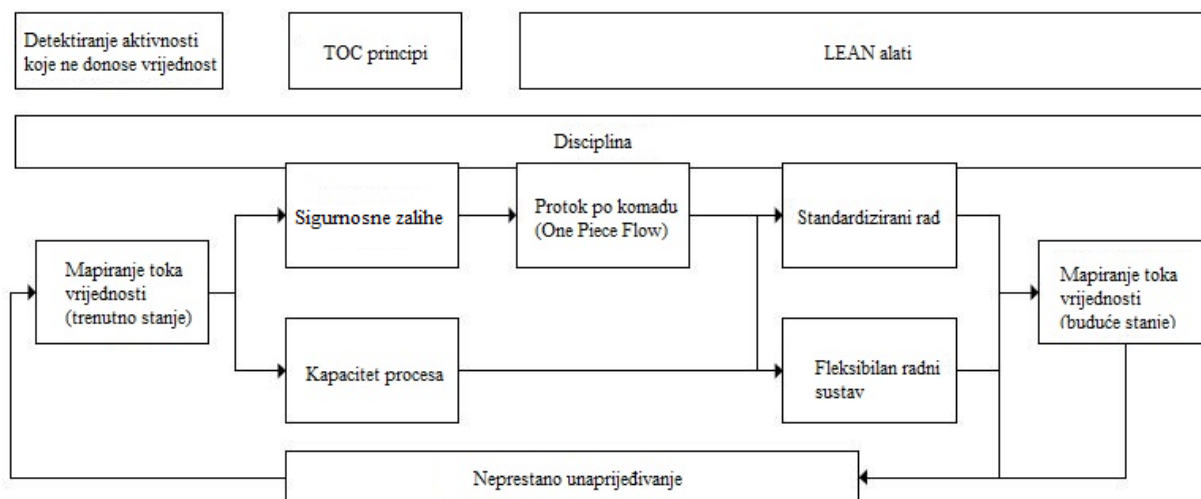 Detektiranje aktivnosti
koje ne donose vrijednost
TOC principi
LEAN alati
Disciplina
Sigurnosne zalihe
Protok po komadu
(One Piece Flow)
Standardizirani rad
Mapiranje toka
vrijednosti
(trenutno stanje)
Mapiranje toka
vrijednosti
(buduće stanje)
Kapacitet procesa
Fleksibilan radni
sustav
Neprestano unaprijeđivanje